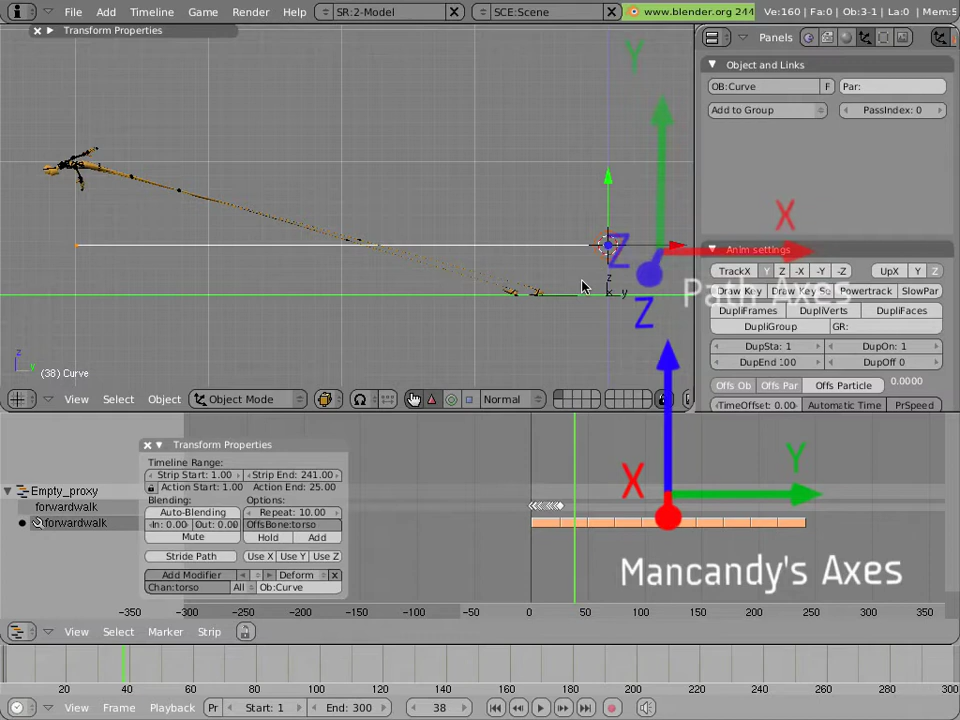 File Add Timeline Game Render Help SR:2-Model SCE:Scene www.blender.org 244 Ve:160 | Fa:0 | Ob:3-1 | La:0 | Mem:5
Transform Properties
Panels
Object and Links
OB:Curve F Par:
Add to Group PassIndex: 0
Anim settings
TrackX Y Z -X -Y -Z UpX Y Z
Draw Key Draw Key Se Powertrack SlowPar
DupliFrames DupliVerts DupliFaces
DupliGroup GR:
DupSta: 1 DupOn: 1
DupEnd 100 DupOff 0
Offs Ob Offs Par Offs Particle 0.0000
TimeOffset: 0.00 Automatic Time PrSpeed
Y
X
Z
Path Axes
Z
z
x y
z
y
(38) Curve
View Select Object Object Mode Normal
Transform Properties
Timeline Range:
Strip Start: 1.00 Strip End: 241.00
Action Start: 1.00 Action End: 25.00
Blending: Options:
Auto-Blending Repeat: 10.00
In: 0.00 Out: 0.00 OffsBone:torso
Mute Hold Add
Stride Path Use X Use Y Use Z
Add Modifier Deform x
Chan:torso All Ob:Curve
Empty_proxy
forwardwalk
forwardwalk
X
Y
Mancandy's Axes
-350 -300 -250 -200 -150 -100 -50 0 50 100 150 200 250 300 350
View Select Marker Strip
20 40 60 80 100 120 140 160 180 200 220 240 260 280 300
View Frame Playback Pr Start: 1 End: 300 38